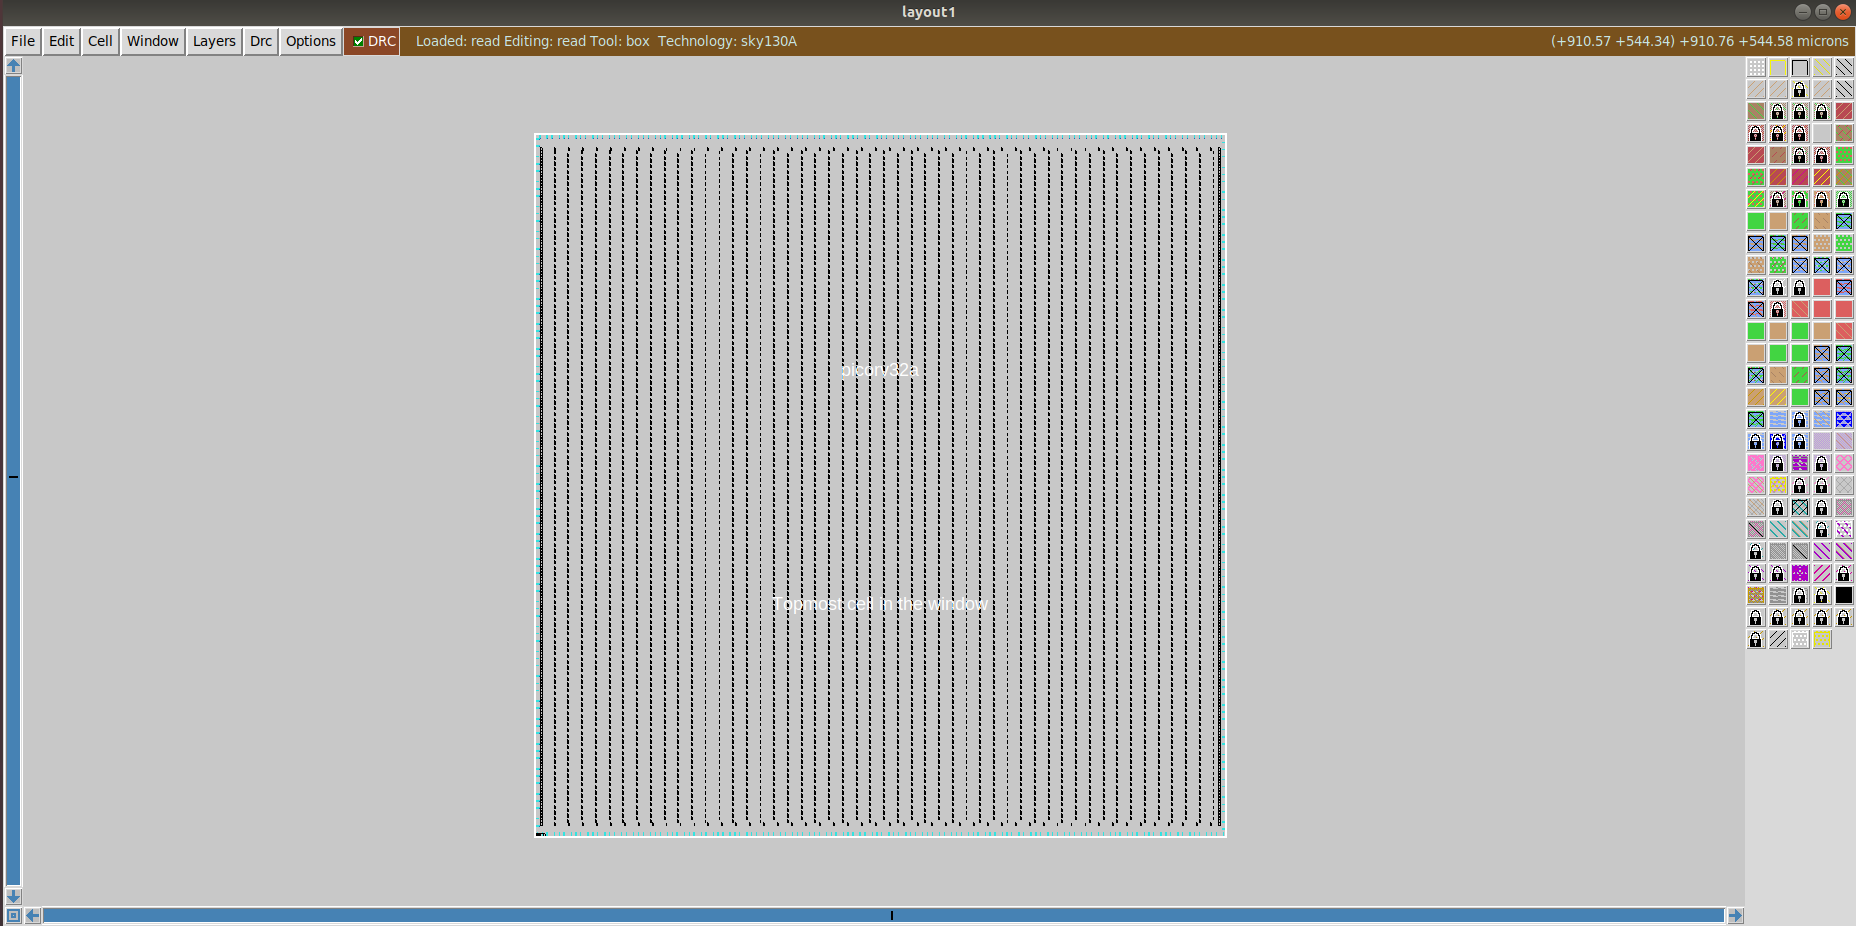 layout1
File Edit Cell Window Layers Drc Options DRC Loaded: read Editing: read Tool: box Technology: sky130A (+910.57 +544.34) +910.76 +544.58 microns
picorv32a
Topmost cell in the window